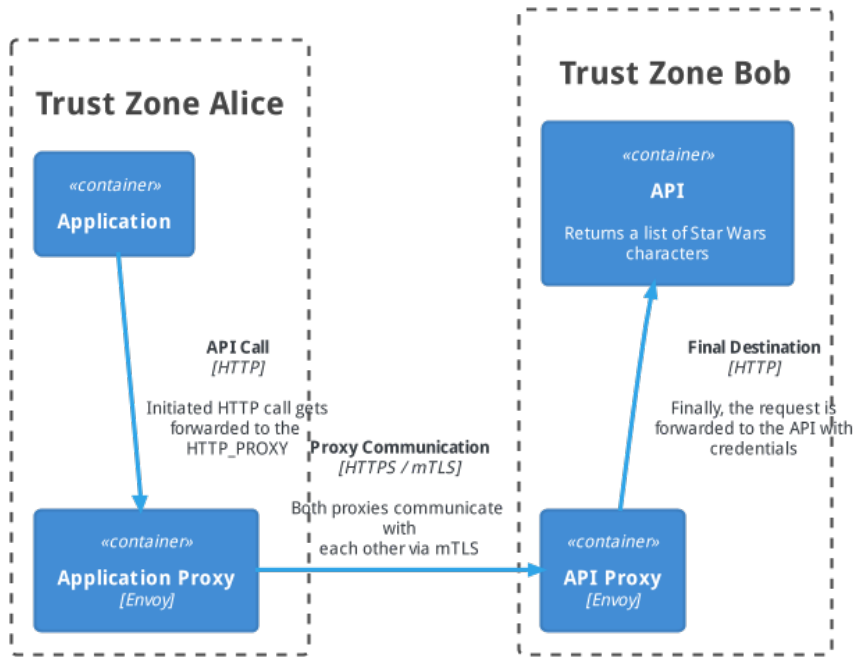 Trust Zone Alice
«container»
Application
API Call
[HTTP]
Initiated HTTP call gets
forwarded to the
HTTP_PROXY
«container»
Application Proxy
[Envoy]
Proxy Communication
[HTTPS / mTLS]
Both proxies communicate
with
each other via mTLS
Trust Zone Bob
«container»
API
Returns a list of Star Wars
characters
Final Destination
[HTTP]
Finally, the request is
forwarded to the API with
credentials
«container»
API Proxy
[Envoy]